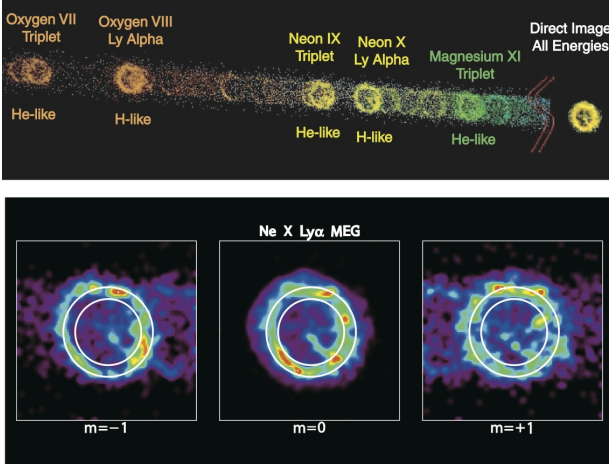 Oxygen VII
Triplet
Oxygen VIII
Ly Alpha
Neon IX
Triplet
Neon X
Ly Alpha
Magnesium XI
Triplet
Direct Image
All Energies
He-like
H-like
He-like
H-like
He-like
Ne X Lyα MEG
m=−1
m=0
m=+1